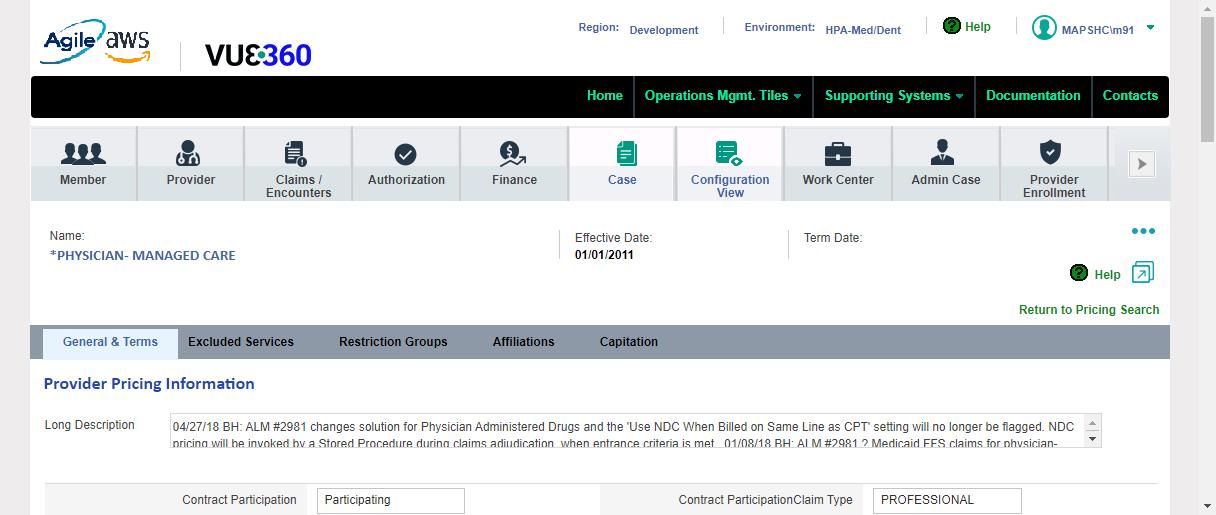 Agile aws
VUE360
Region: Development
Environment: HPA-Med/Dent
? Help
MAPSHC\m91
Home
Operations Mgmt. Tiles
Supporting Systems
Documentation
Contacts
Member
Provider
Claims /
Encounters
Authorization
Finance
Case
Configuration
View
Work Center
Admin Case
Provider
Enrollment
Name:
*PHYSICIAN- MANAGED CARE
Effective Date:
01/01/2011
Term Date:
? Help
Return to Pricing Search
General & Terms
Excluded Services
Restriction Groups
Affiliations
Capitation
Provider Pricing Information
Long Description
04/27/18 BH: ALM #2981 changes solution for Physician Administered Drugs and the 'Use NDC When Billed on Same Line as CPT' setting will no longer be flagged. NDC
pricing will be invoked by a Stored Procedure during claims adjudication, when entrance criteria is met. 01/08/18 BH: ALM #2981 ? Medicaid FFS claims for physician-
Contract Participation
Participating
Contract ParticipationClaim Type
PROFESSIONAL